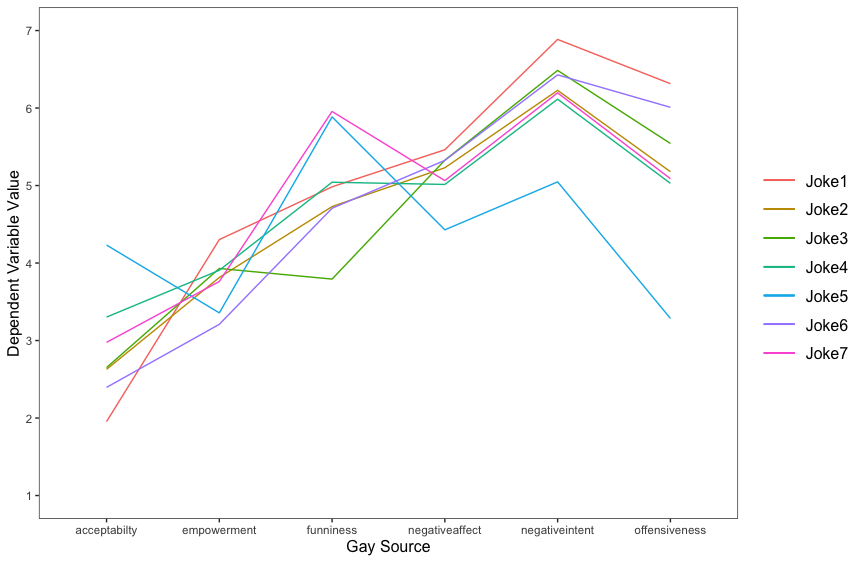 7
6
5
4
3
2
1
Dependent Variable Value
acceptabilty empowerment funniness negativeaffect negativeintent offensiveness
Gay Source
Joke1
Joke2
Joke3
Joke4
Joke5
Joke6
Joke7